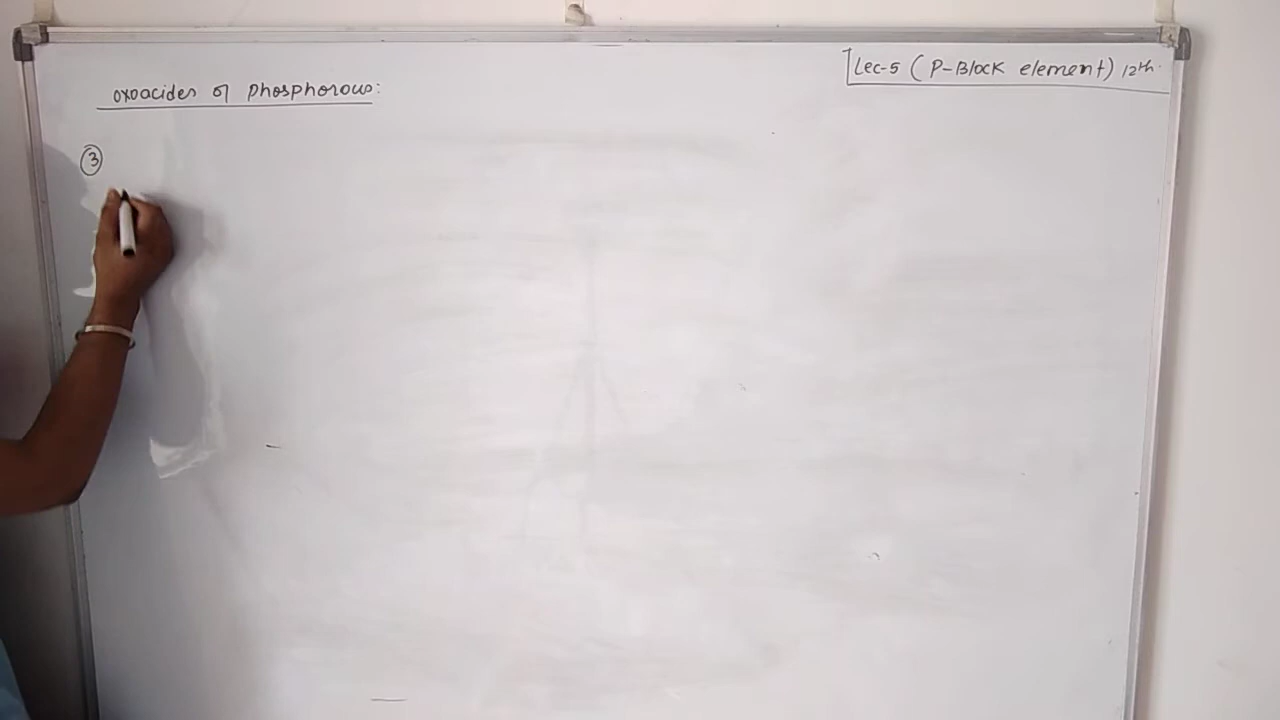 Lec-5 (P-Block element) 12th.
oxoacides of phosphorous:
3